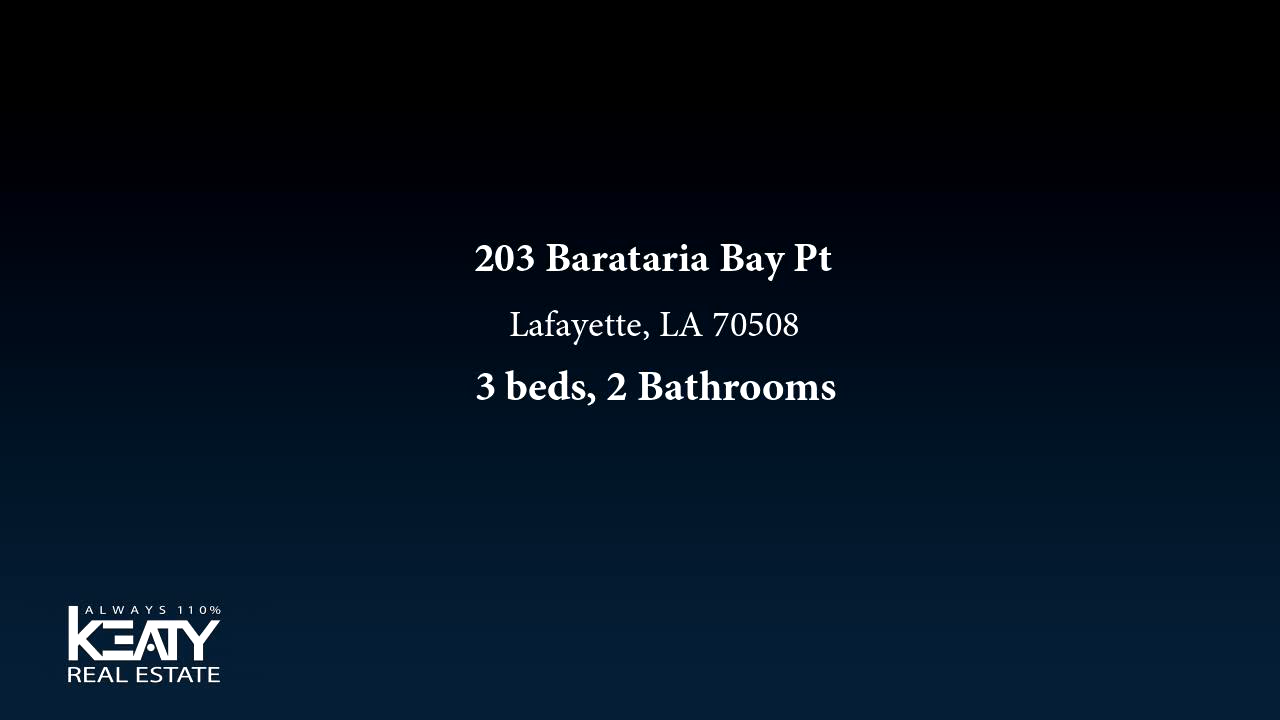 203 Barataria Bay Pt
Lafayette, LA 70508
3 beds, 2 Bathrooms
ALWAYS 110%
KEATY
REAL ESTATE